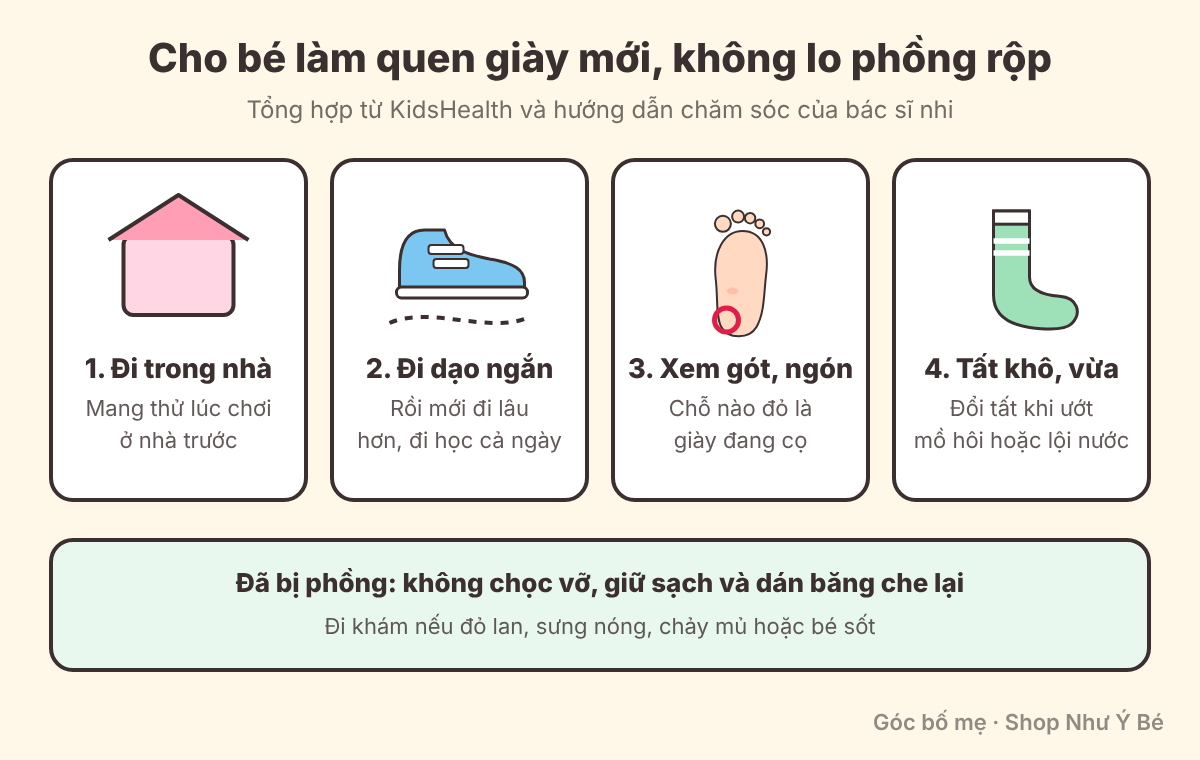 Cho bé làm quen giày mới, không lo phồng rộp
Tổng hợp từ KidsHealth và hướng dẫn chăm sóc của bác sĩ nhi
1. Đi trong nhà
Mang thử lúc chơi
ở nhà trước
2. Đi dạo ngắn
Rồi mới đi lâu
hơn, đi học cả ngày
3. Xem gót, ngón
Chỗ nào đỏ là
giày đang cọ
4. Tất khô, vừa
Đổi tất khi ướt
mồ hôi hoặc lội nước
Đã bị phồng: không chọc vỡ, giữ sạch và dán băng che lại
Đi khám nếu đỏ lan, sưng nóng, chảy mủ hoặc bé sốt
Góc bố mẹ · Shop Như Ý Bé